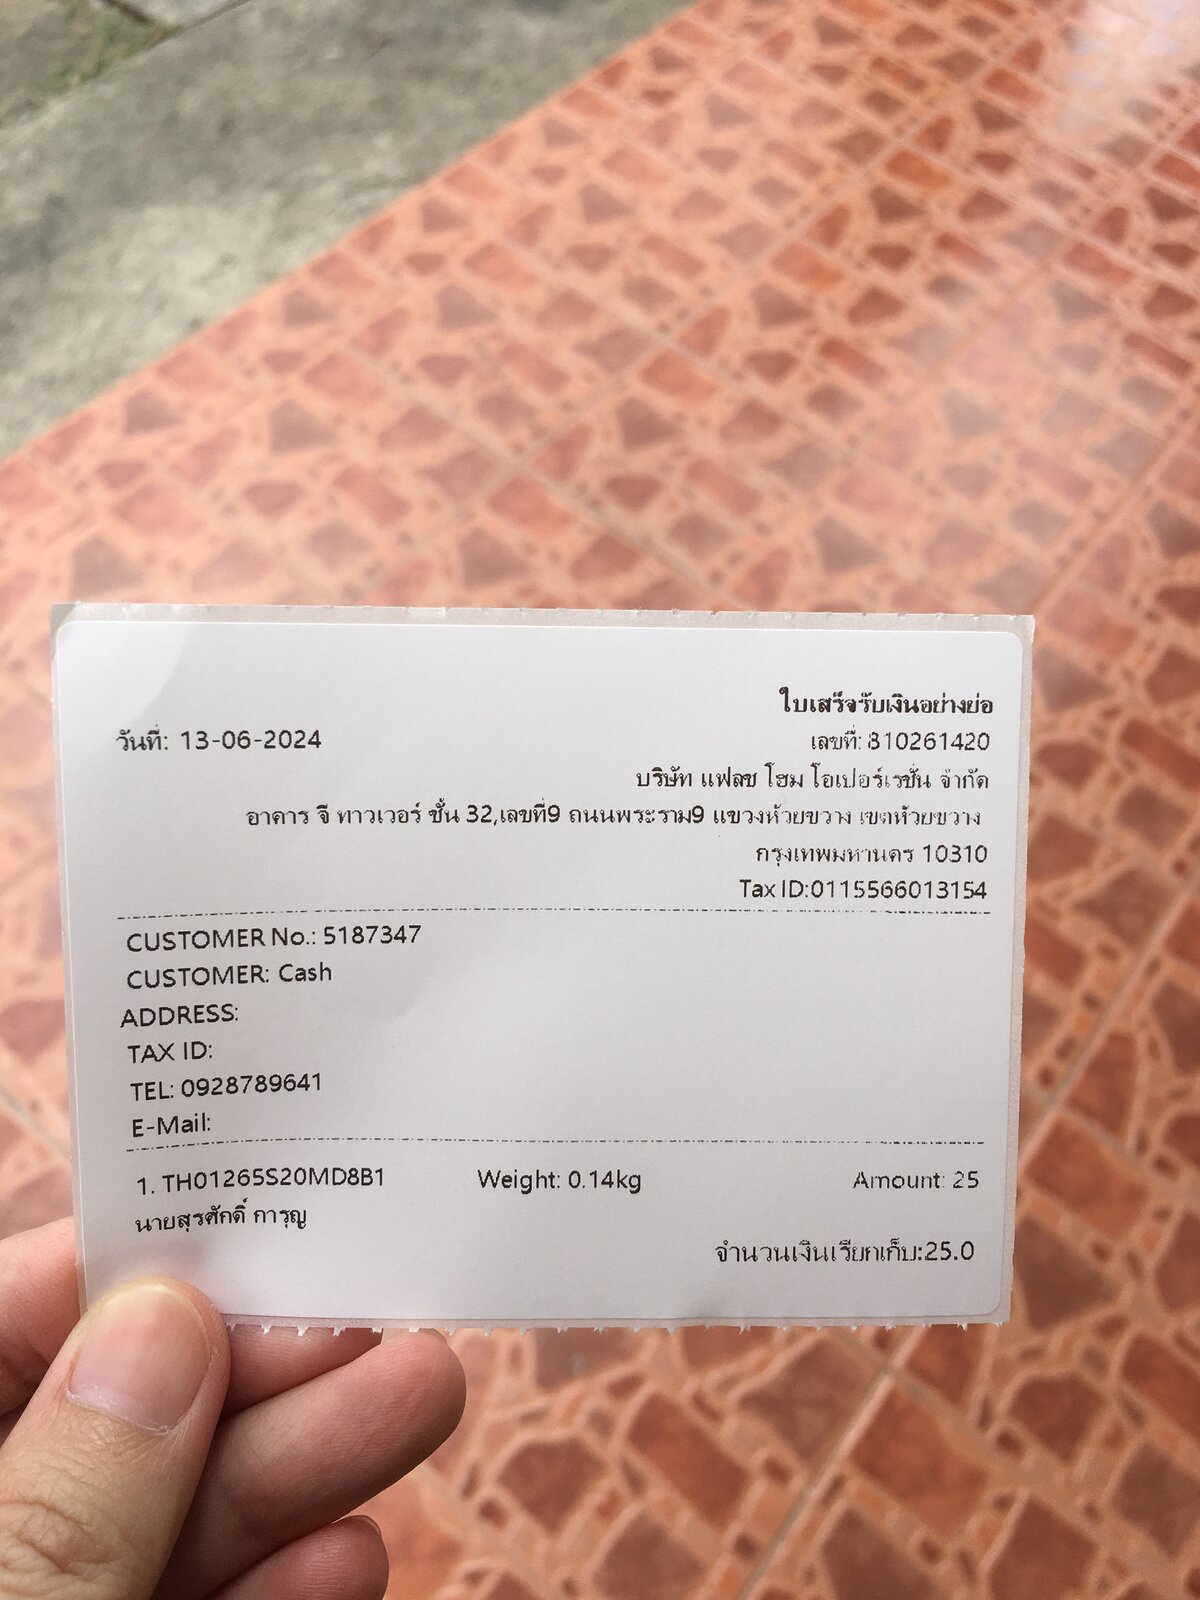 ใบเสร็จรับเงินอย่างย่อ
วันที่: 13-06-2024
เลขที่: 810261420
บริษัท แฟลช โฮม โอเปอร์เรชั่น จำกัด
อาคาร จี ทาวเวอร์ ชั้น 32,เลขที่9 ถนนพระราม9 แขวงห้วยขวาง เขตห้วยขวาง
กรุงเทพมหานคร 10310
Tax ID:0115566013154
CUSTOMER No.: 5187347
CUSTOMER: Cash
ADDRESS:
TAX ID:
TEL: 0928789641
E-Mail:
1. TH01265S20MD8B1 Weight: 0.14kg Amount: 25
นายสุรศักดิ์ การุญ
จำนวนเงินเรียกเก็บ:25.0